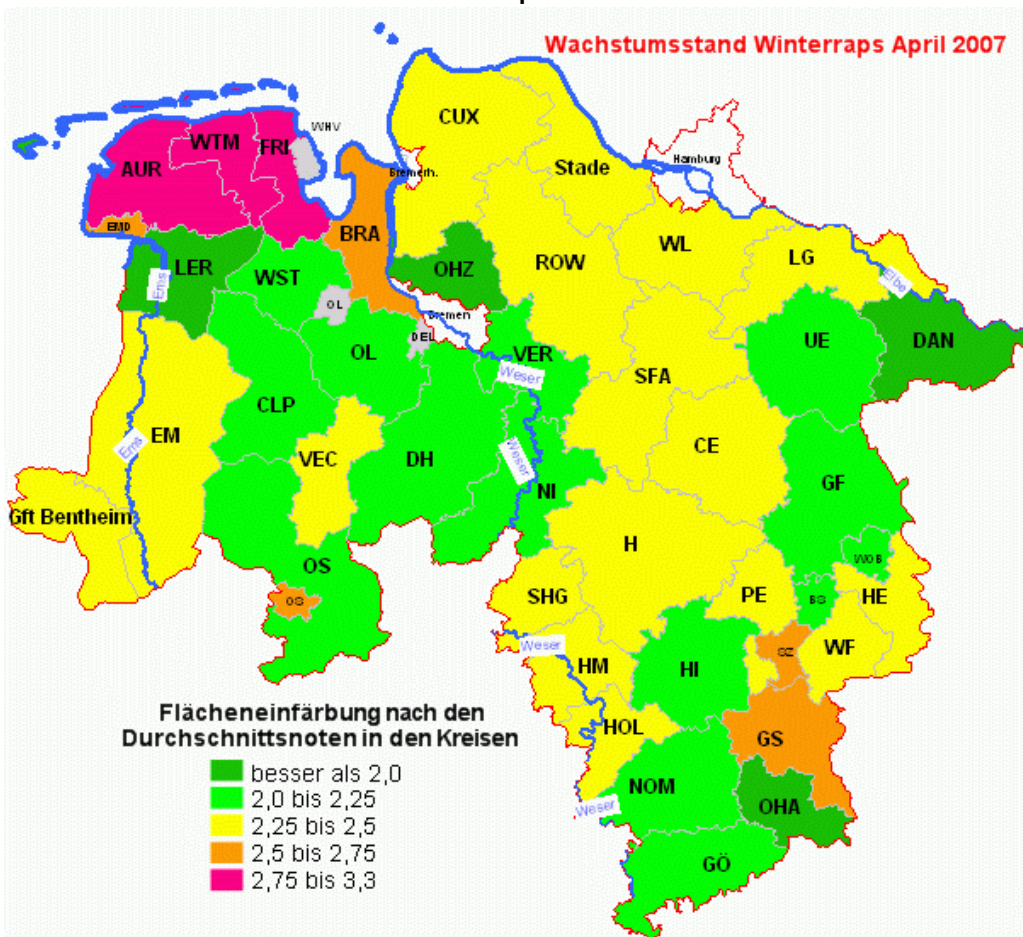 Wachstumsstand Winterraps April 2007
CUX
WHV
WTM
FRI
AUR
Bremerh.
Stade
Hamburg
EMD
BRA
LER
WST
OHZ
ROW
WL
LG
Elbe
Ems
OL
Bremen
DEL
OL
VER
UE
DAN
Weser
SFA
CLP
EM
Ems
VEC
DH
Weser
NI
CE
GF
Gft Bentheim
H
OS
WOB
SHG
PE
BS
HE
OS
Weser
HM
HI
SZ
WF
HOL
GS
NOM
OHA
Weser
GÖ
Flächeneinfärbung nach den
Durchschnittsnoten in den Kreisen
besser als 2,0
2,0 bis 2,25
2,25 bis 2,5
2,5 bis 2,75
2,75 bis 3,3